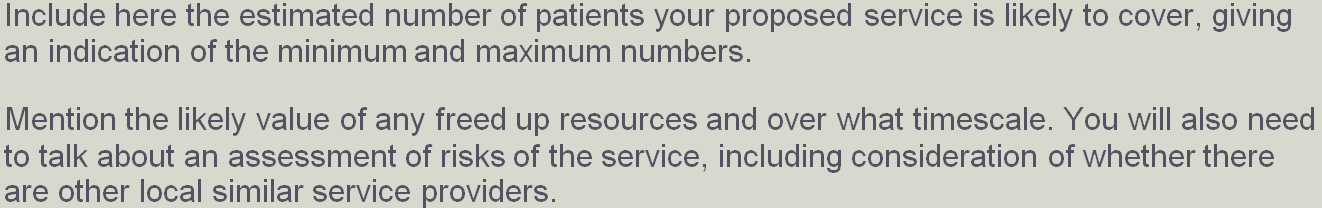 Include here the estimated number of patients your proposed service is likely to cover, giving
an indication of the minimum and maximum numbers.
Mention the likely value of any freed up resources and over what timescale. You will also need
to talk about an assessment of risks of the service, including consideration of whether there
are other local similar service providers.